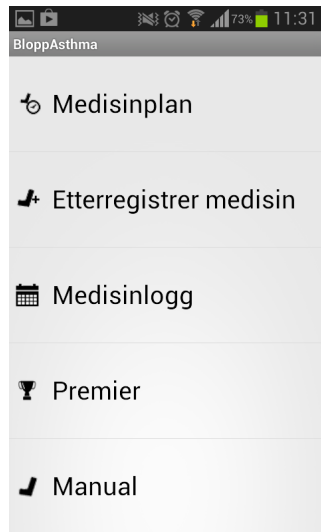 73% 11:31
BloppAsthma
Medisinplan
Etterregistrer medisin
Medisinlogg
Premier
Manual